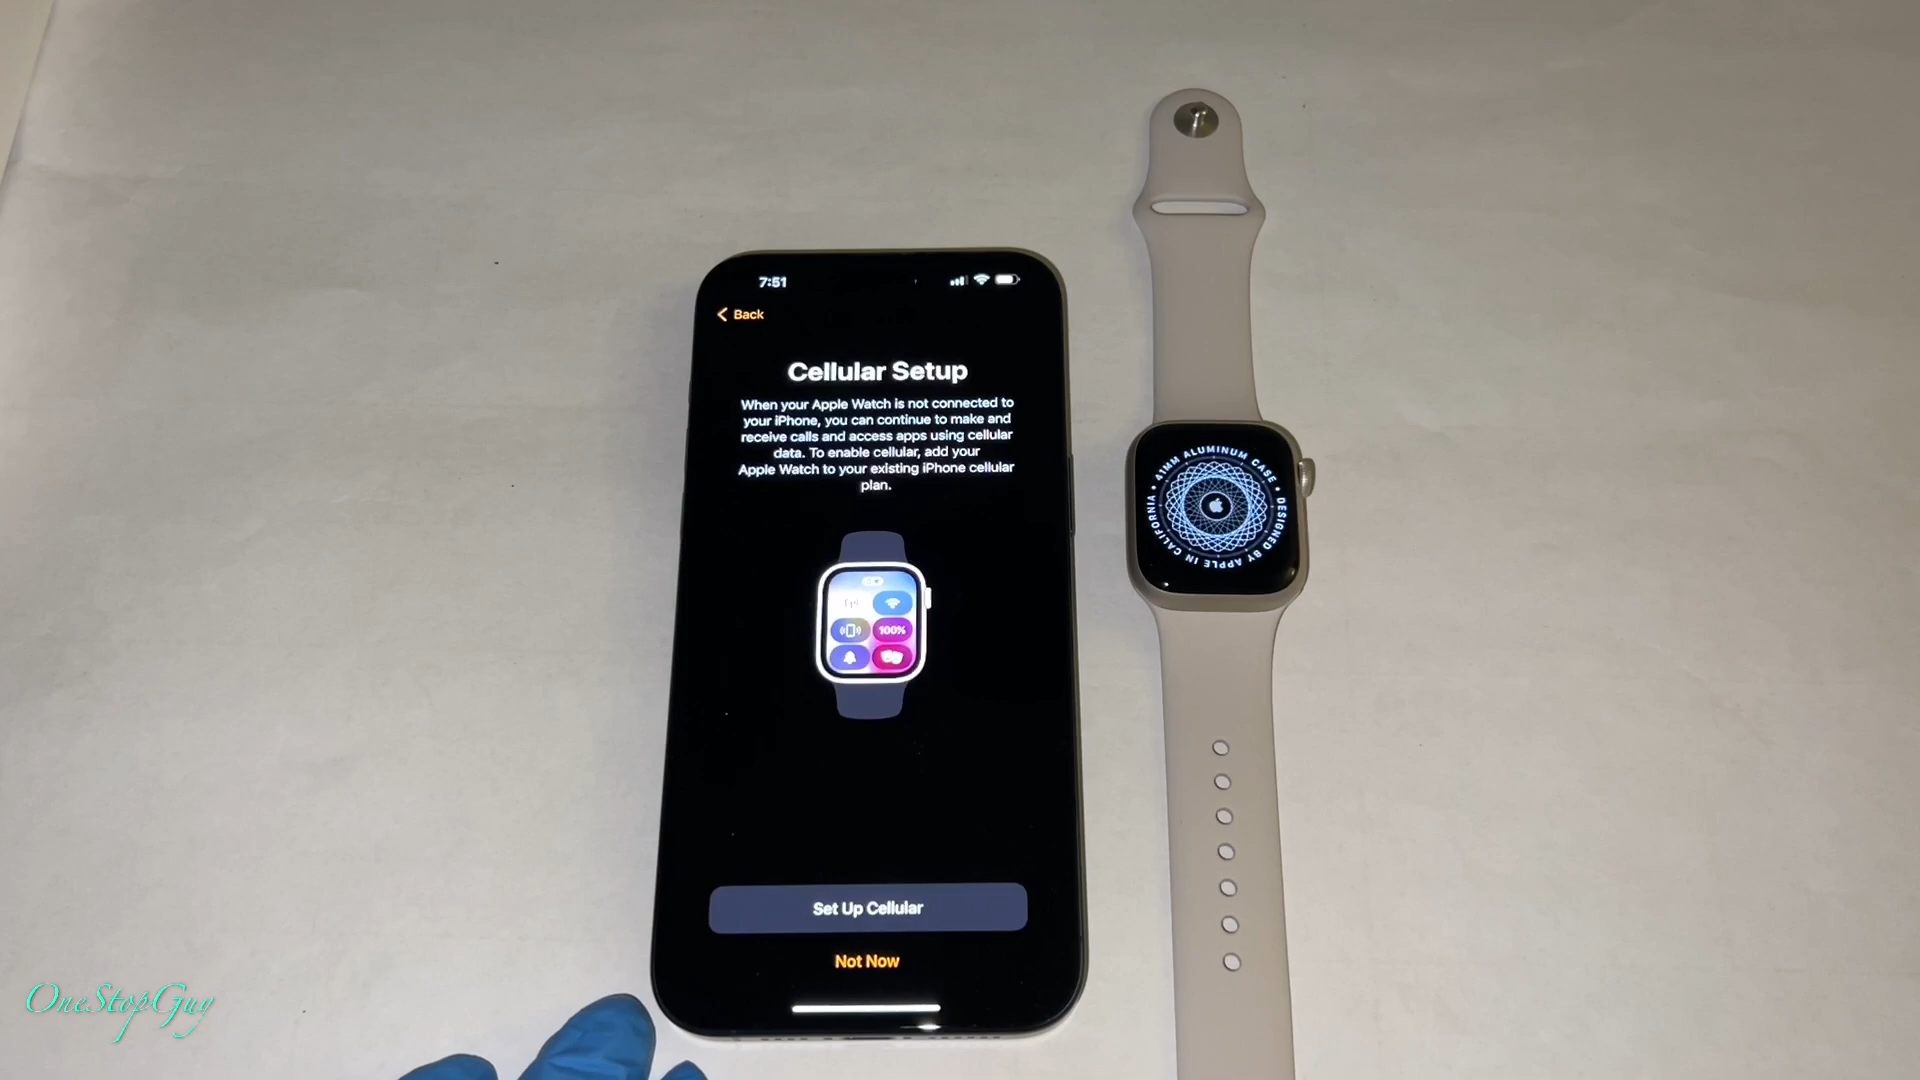 7:51
Back
Cellular Setup
When your Apple Watch is not connected to
your iPhone, you can continue to make and
receive calls and access apps using cellular
data. To enable cellular, add your
Apple Watch to your existing iPhone cellular
plan.
100%
Set Up Cellular
Not Now
41MM ALUMINUM CASE • DESIGNED BY APPLE IN CALIFORNIA •
OneStopGuy